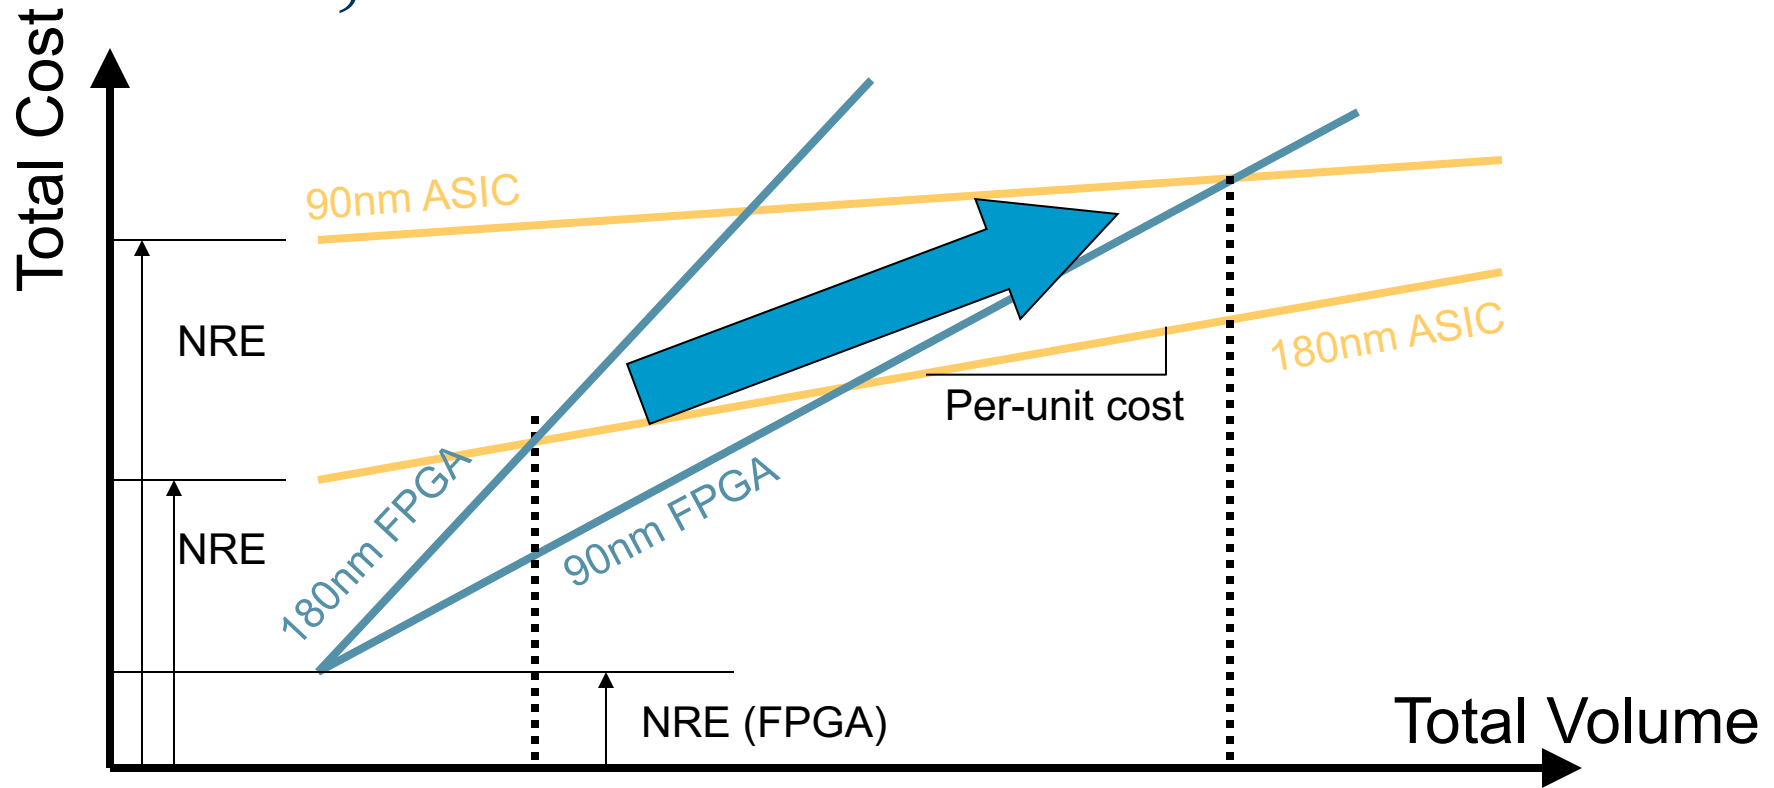 Total Cost
90nm ASIC
NRE
180nm ASIC
Per-unit cost
180nm FPGA
90nm FPGA
NRE
NRE (FPGA)
Total Volume